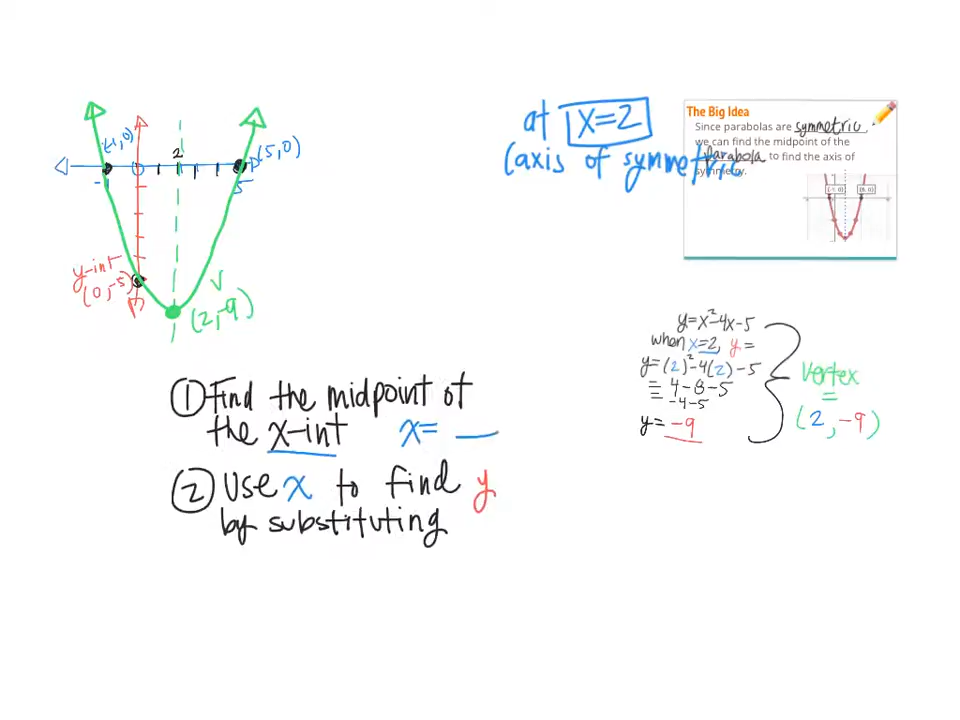 (-1,0)
2
(5,0)
-1
5
y-int
(0,-5)
V
(2,-9)
at x=2
(axis of symmetric
The Big Idea
Since parabolas are symmetric.
we can find the midpoint of the
parabola to find the axis of
symmetry.
y=x²-4x-5
when x=2, y=
y=(2)²-4(2)-5
= 4-8-5
= -4-5
y= -9
Vertex
=
(2,-9)
① Find the midpoint of
the x-int x= __
② Use x to find y
by substituting